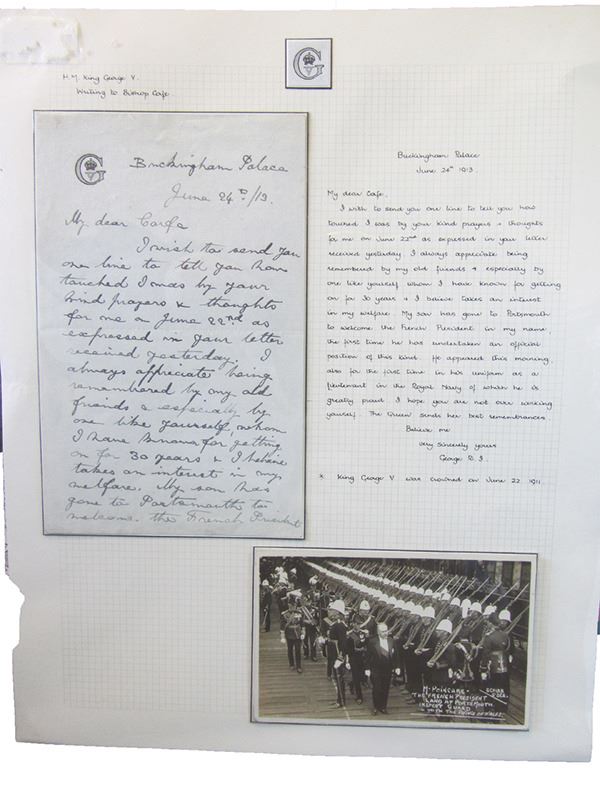 H.M. King George V.
Writing to Bishop Cafe.
G
Buckingham Palace
June 24th/13.
My dear Carfe
I wish to send you
one line to tell you how
touched I was by your
kind prayers & thoughts
for me on June 22nd as
expressed in your letter
received yesterday. I
always appreciate being
remembered by my old
friends & especially by
one like yourself, whom
I have known for getting
on for 30 years & I believe
takes an interest in my
welfare. My son has
gone to Portsmouth to
welcome the French President
Buckingham Palace
June 24th 1913.
My dear Cafe.
I wish to send you one line to tell you how
touched I was by your kind prayers & thoughts
for me on June 22nd as expressed in your letter
received yesterday. I always appreciate being
remembered by my old friends & especially by
one like yourself whom I have known for getting
on for 30 years & I believe takes an interest
in my welfare. My son has gone to Portsmouth
to welcome the French President in my name,
the first time he has undertaken an official
position of this kind. He appeared this morning,
also for the first time in his uniform as a
lieutenant in the Royal Navy of which he is
greatly proud. I hope you are not over working
yourself. The Queen sends her best remembrances.
Believe me
very sincerely yours
George R.I.
* King George V was crowned on June 22 1911.
M. Poincare.
The French President
Lands at Portsmouth
Inspect Guard
with the Prince of Wales